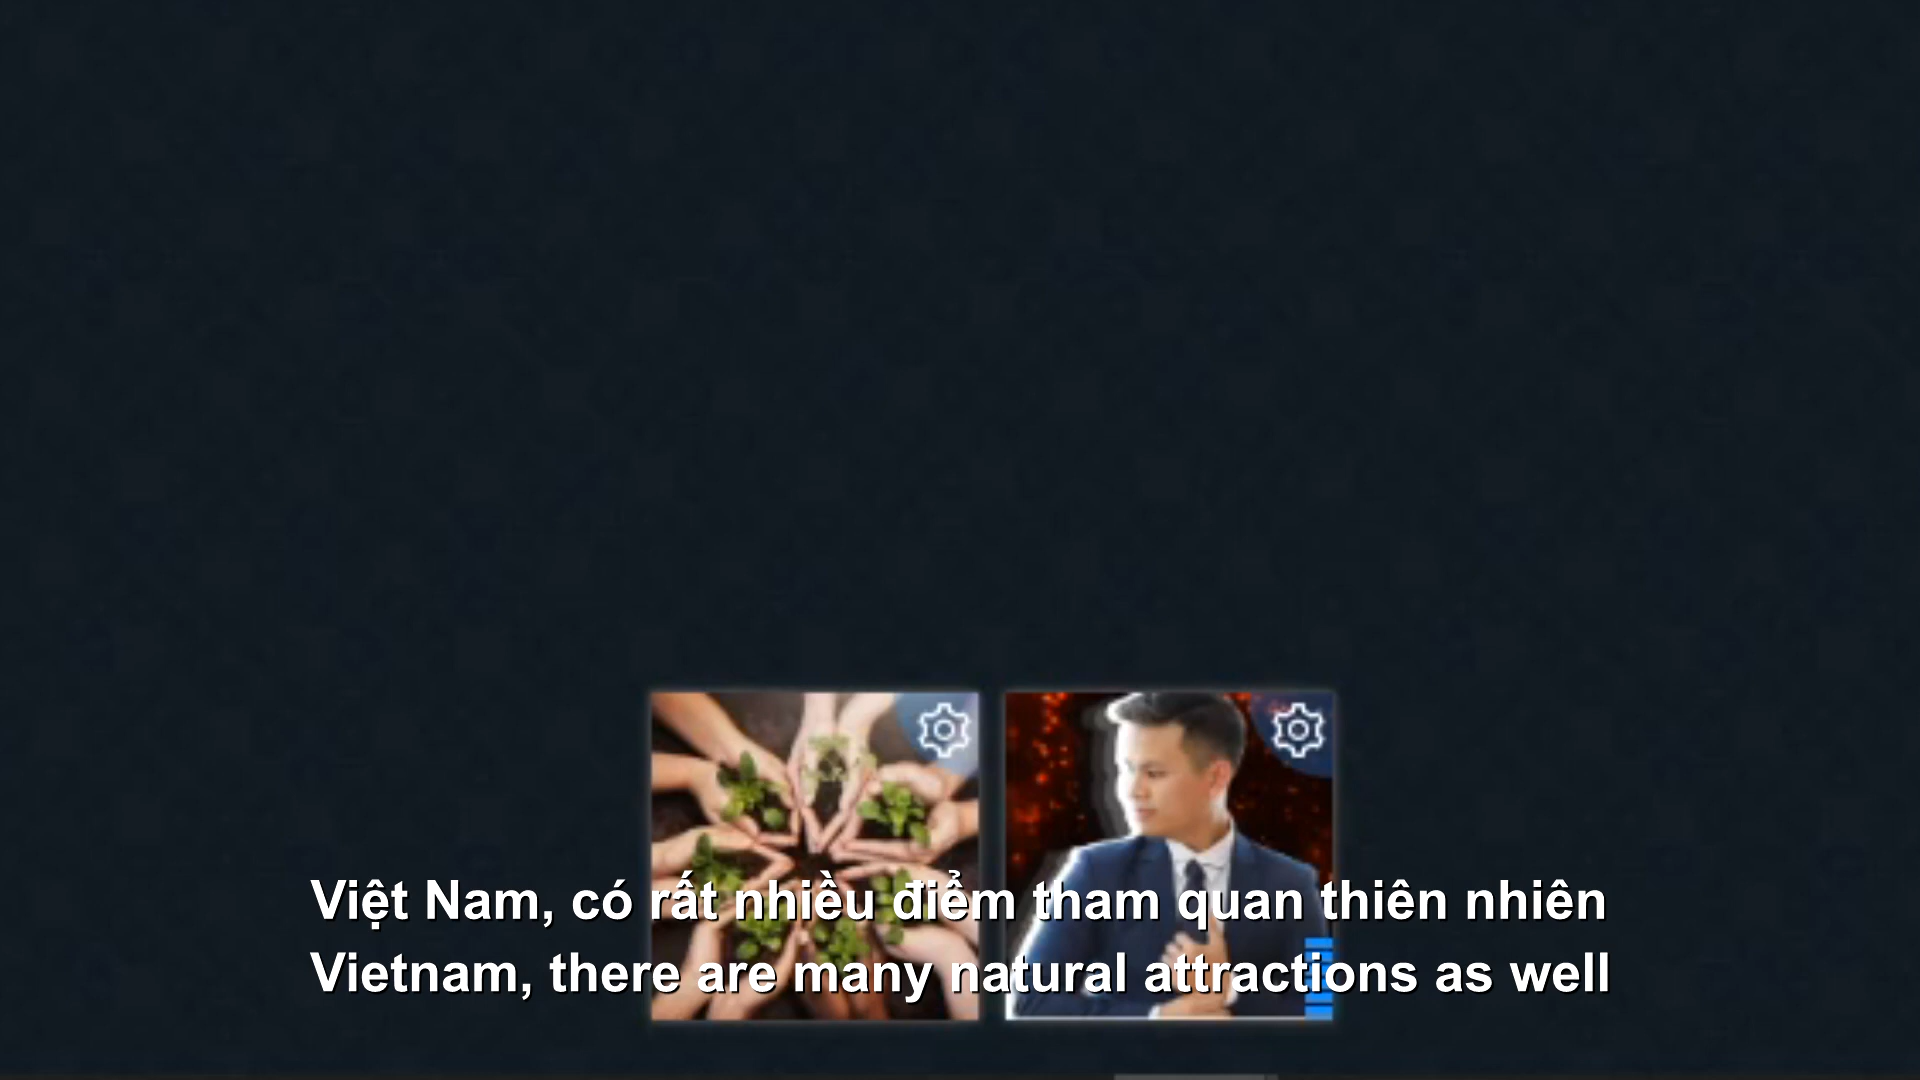 Việt Nam, có rất nhiều điểm tham quan thiên nhiên
Vietnam, there are many natural attractions as well